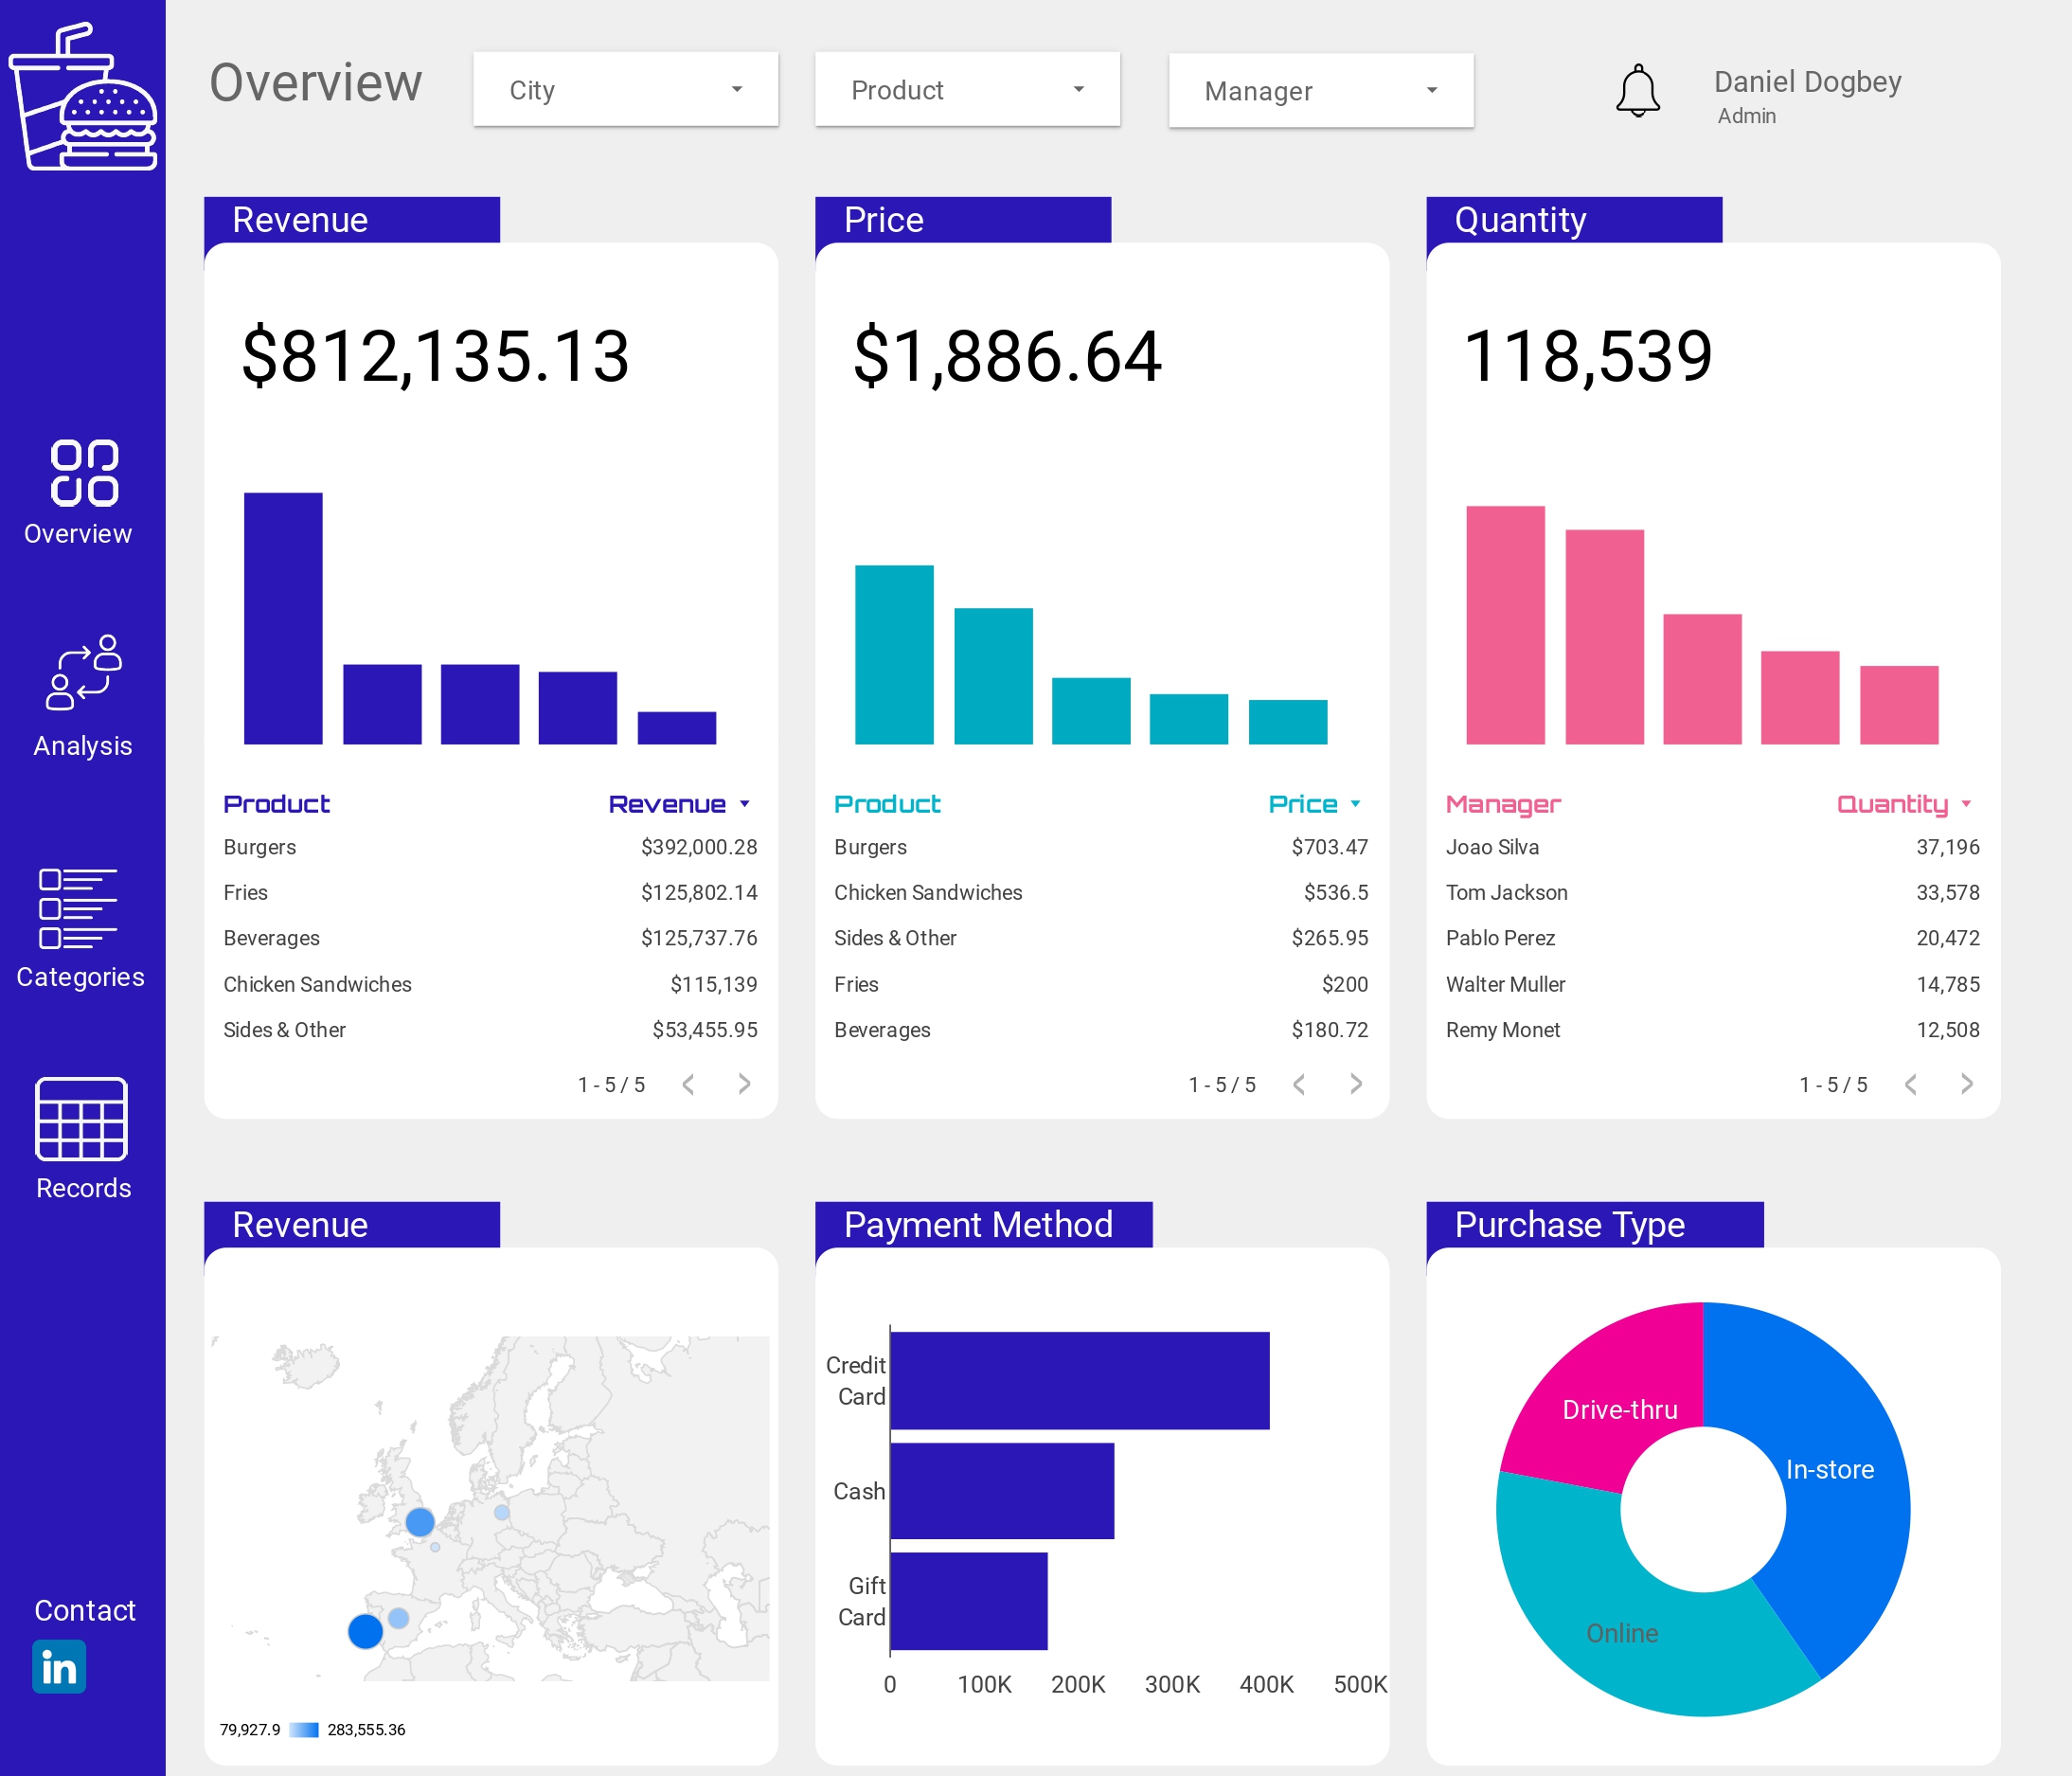 Overview
City
Product
Manager
Daniel Dogbey
Admin
Overview
Analysis
Categories
Records
Contact
in
Revenue
$812,135.13
Product Revenue
Burgers $392,000.28
Fries $125,802.14
Beverages $125,737.76
Chicken Sandwiches $115,139
Sides & Other $53,455.95
1 - 5 / 5
Price
$1,886.64
Product Price
Burgers $703.47
Chicken Sandwiches $536.5
Sides & Other $265.95
Fries $200
Beverages $180.72
1 - 5 / 5
Quantity
118,539
Manager Quantity
Joao Silva 37,196
Tom Jackson 33,578
Pablo Perez 20,472
Walter Muller 14,785
Remy Monet 12,508
1 - 5 / 5
Revenue
79,927.9 283,555.36
Payment Method
Credit
Card
Cash
Gift
Card
0 100K 200K 300K 400K 500K
Purchase Type
Drive-thru
In-store
Online